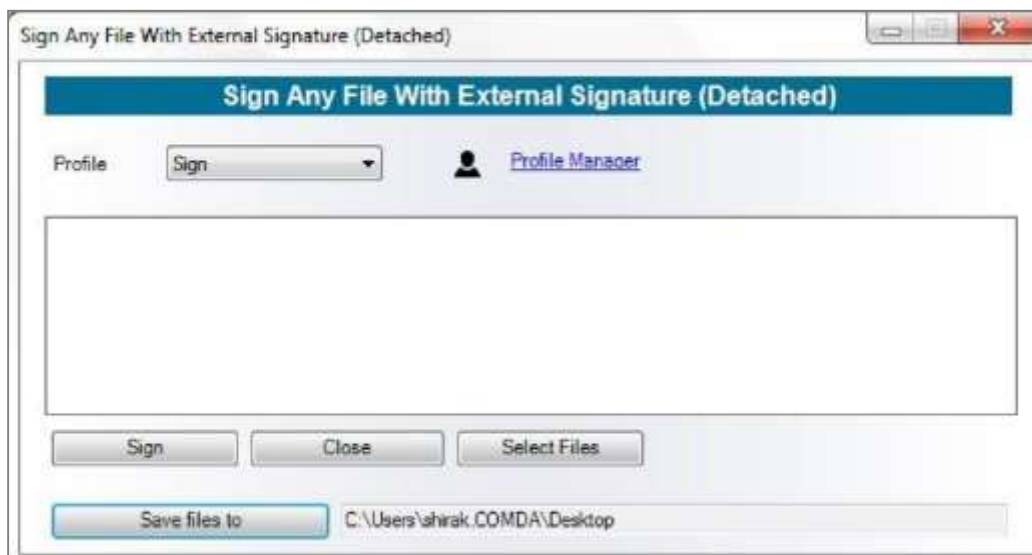 Sign Any File With External Signature (Detached)
Sign Any File With External Signature (Detached)
Profile Sign Profile Manager
Sign Close Select Files
Save files to C:\Users\shirak.COMDA\Desktop